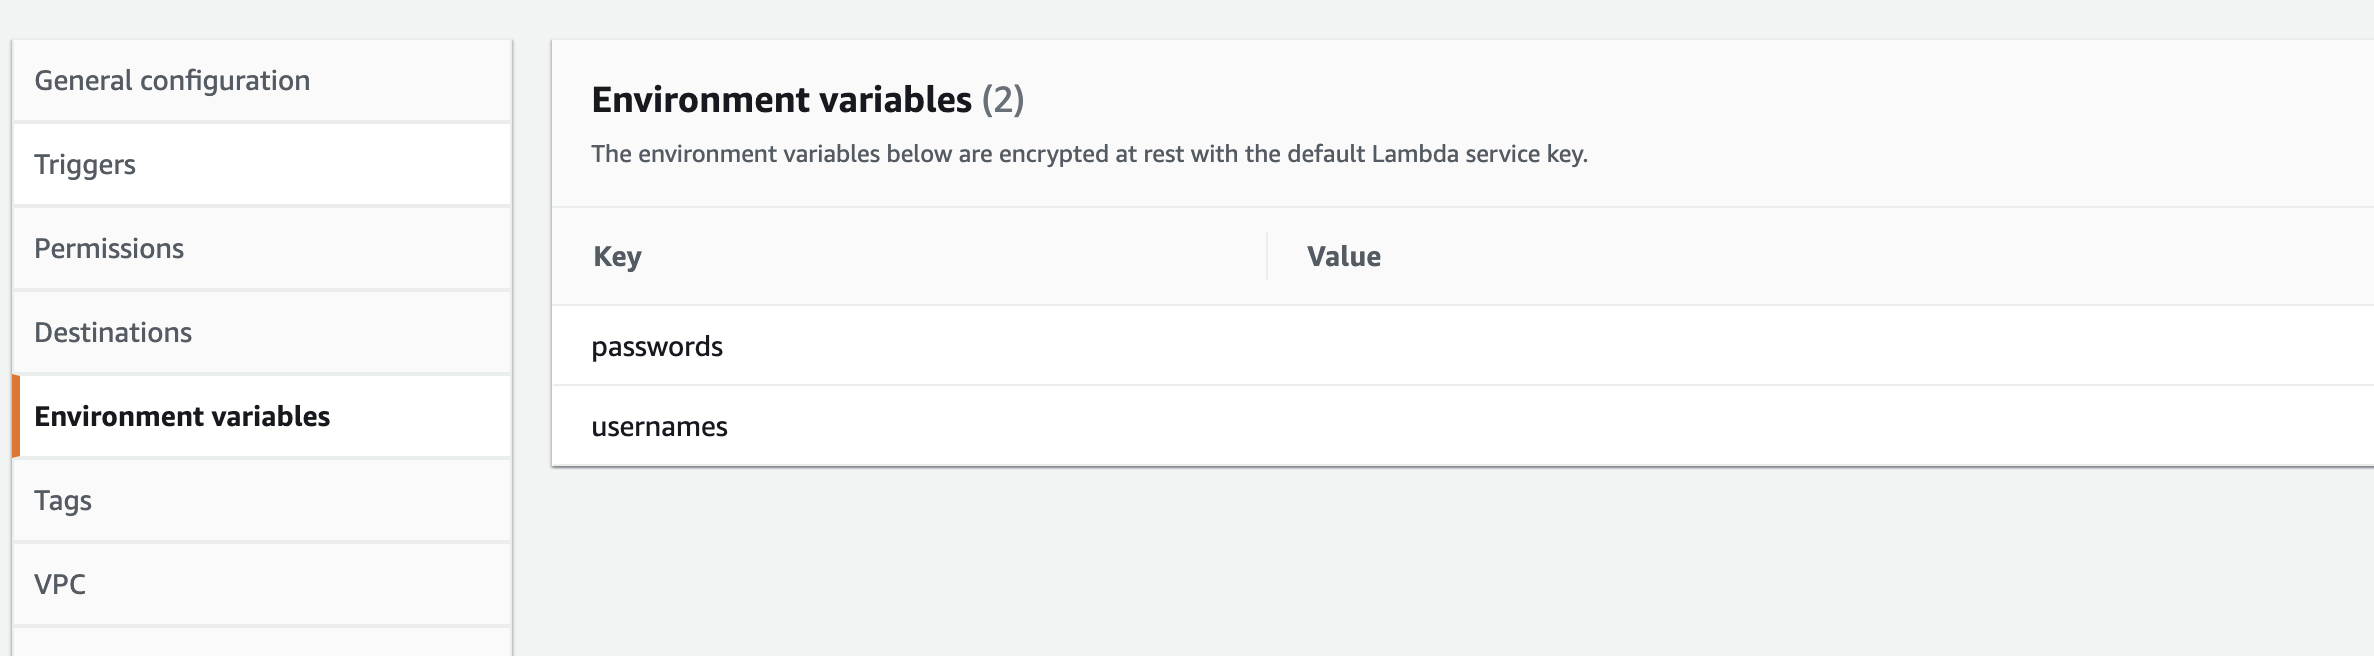 General configuration
Triggers
Permissions
Destinations
Environment variables
Tags
VPC
Environment variables (2)
The environment variables below are encrypted at rest with the default Lambda service key.
Key Value
passwords
usernames